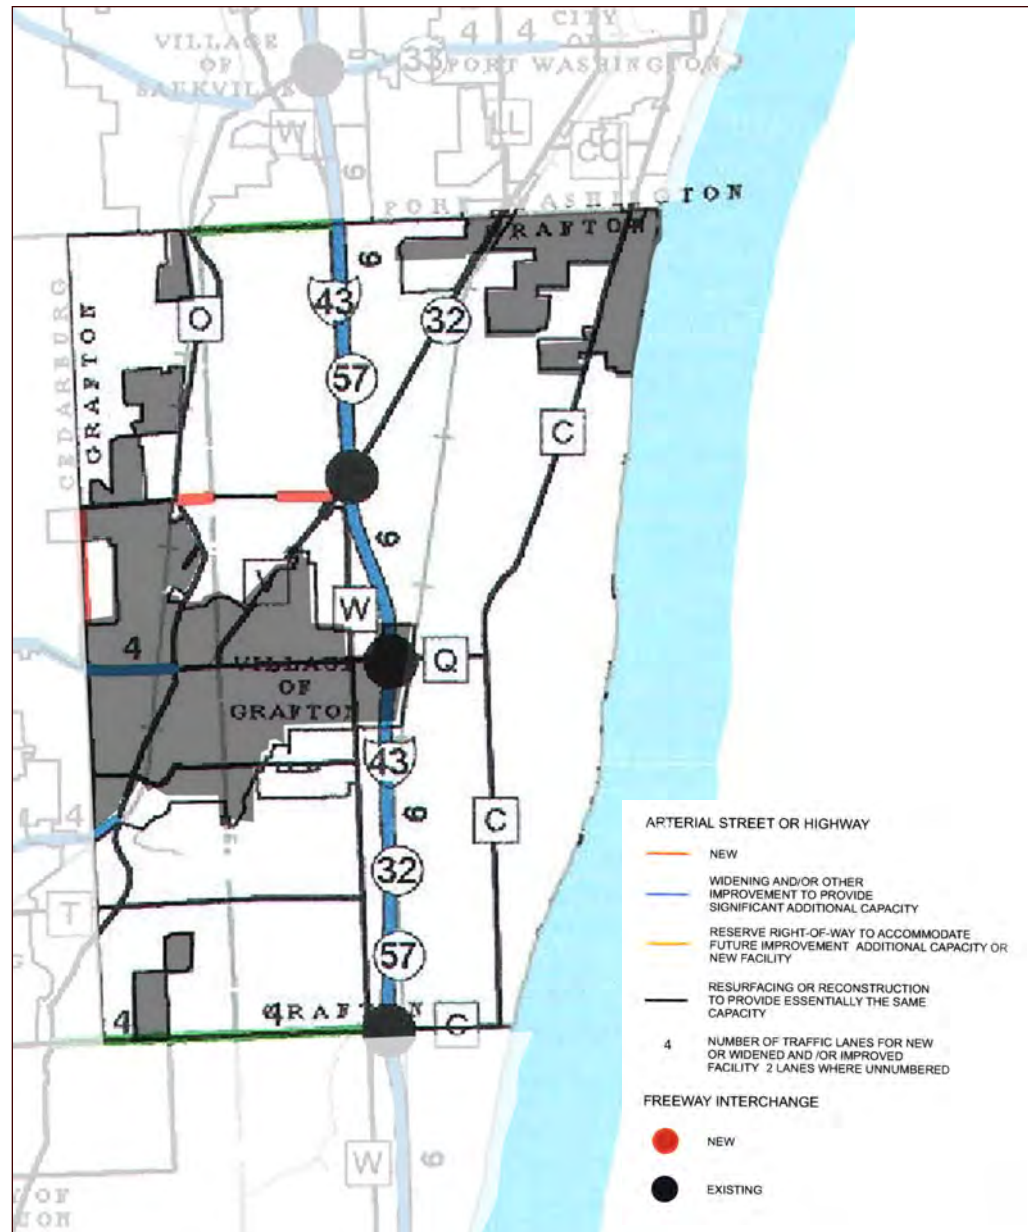 CITY
4 4
VILLAGE
OF
SAUKVILLE
33
PORT WASHINGTON
W
LL
CC
6
PORT WASHINGTON
GRAFTON
6
43
O
32
57
CEDARBURG
GRAFTON
C
6
V
W
4
Q
VILLAGE
OF
GRAFTON
43
C
6
4
32
T
57
GRAFTON
4
4
C
W
6
OF
ARTERIAL STREET OR HIGHWAY
NEW
WIDENING AND/OR OTHER
IMPROVEMENT TO PROVIDE
SIGNIFICANT ADDITIONAL CAPACITY
RESERVE RIGHT-OF-WAY TO ACCOMMODATE
FUTURE IMPROVEMENT ADDITIONAL CAPACITY OR
NEW FACILITY
RESURFACING OR RECONSTRUCTION
TO PROVIDE ESSENTIALLY THE SAME
CAPACITY
4 NUMBER OF TRAFFIC LANES FOR NEW
OR WIDENED AND /OR IMPROVED
FACILITY 2 LANES WHERE UNNUMBERED
FREEWAY INTERCHANGE
NEW
EXISTING